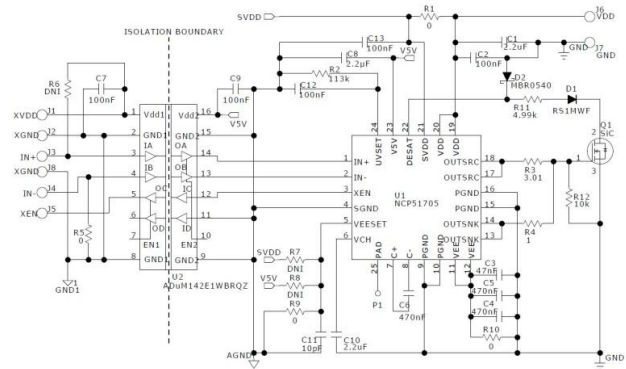 SVDD
R1
0
J6
VDD
C13
100nF
C1
2.2uF
J7
GND
GND
ISOLATION BOUNDARY
C8
2.2µF
V5V
C2
100nF
R6
DNI
C7
100nF
C9
100nF
R2
113k
C12
100nF
D2
MBR0540
D1
RS1MWF
R11
4.99k
Q1
SiC
XVDD
J1
XGND
J2
IN+
J3
XGND
J8
IN-
J4
XEN
J5
1
2
3
4
5
6
7
8
Vdd1
GND1
IA
IB
OC
OD
EN1
GND1
Vdd2
GND2
OA
OB
IC
ID
EN2
GND2
16
15
14
13
12
11
10
9
V5V
24
23
22
21
20
19
UVSET
V5V
DESAT
SVDD
VDD
VDD
1
2
3
4
5
6
IN+
IN-
XEN
SGND
VEESET
VCH
U1
NCP51705
OUTSRC
OUTSRC
PGND
PGND
OUTSNK
OUTSNK
18
17
16
15
14
13
PAD
C+
C-
PGND
PGND
VEE
VEE
25
7
8
9
10
11
12
R3
3.01
R4
1
R12
10k
1
2
3
R5
0
1
GND1
U2
ADuM142E1WBRQZ
SVDD
R7
DNI
V5V
R8
DNI
R9
0
P1
C6
470nF
C3
47nF
C5
470nF
C4
470nF
R10
0
C11
10pF
C10
2.2uF
AGND
GND